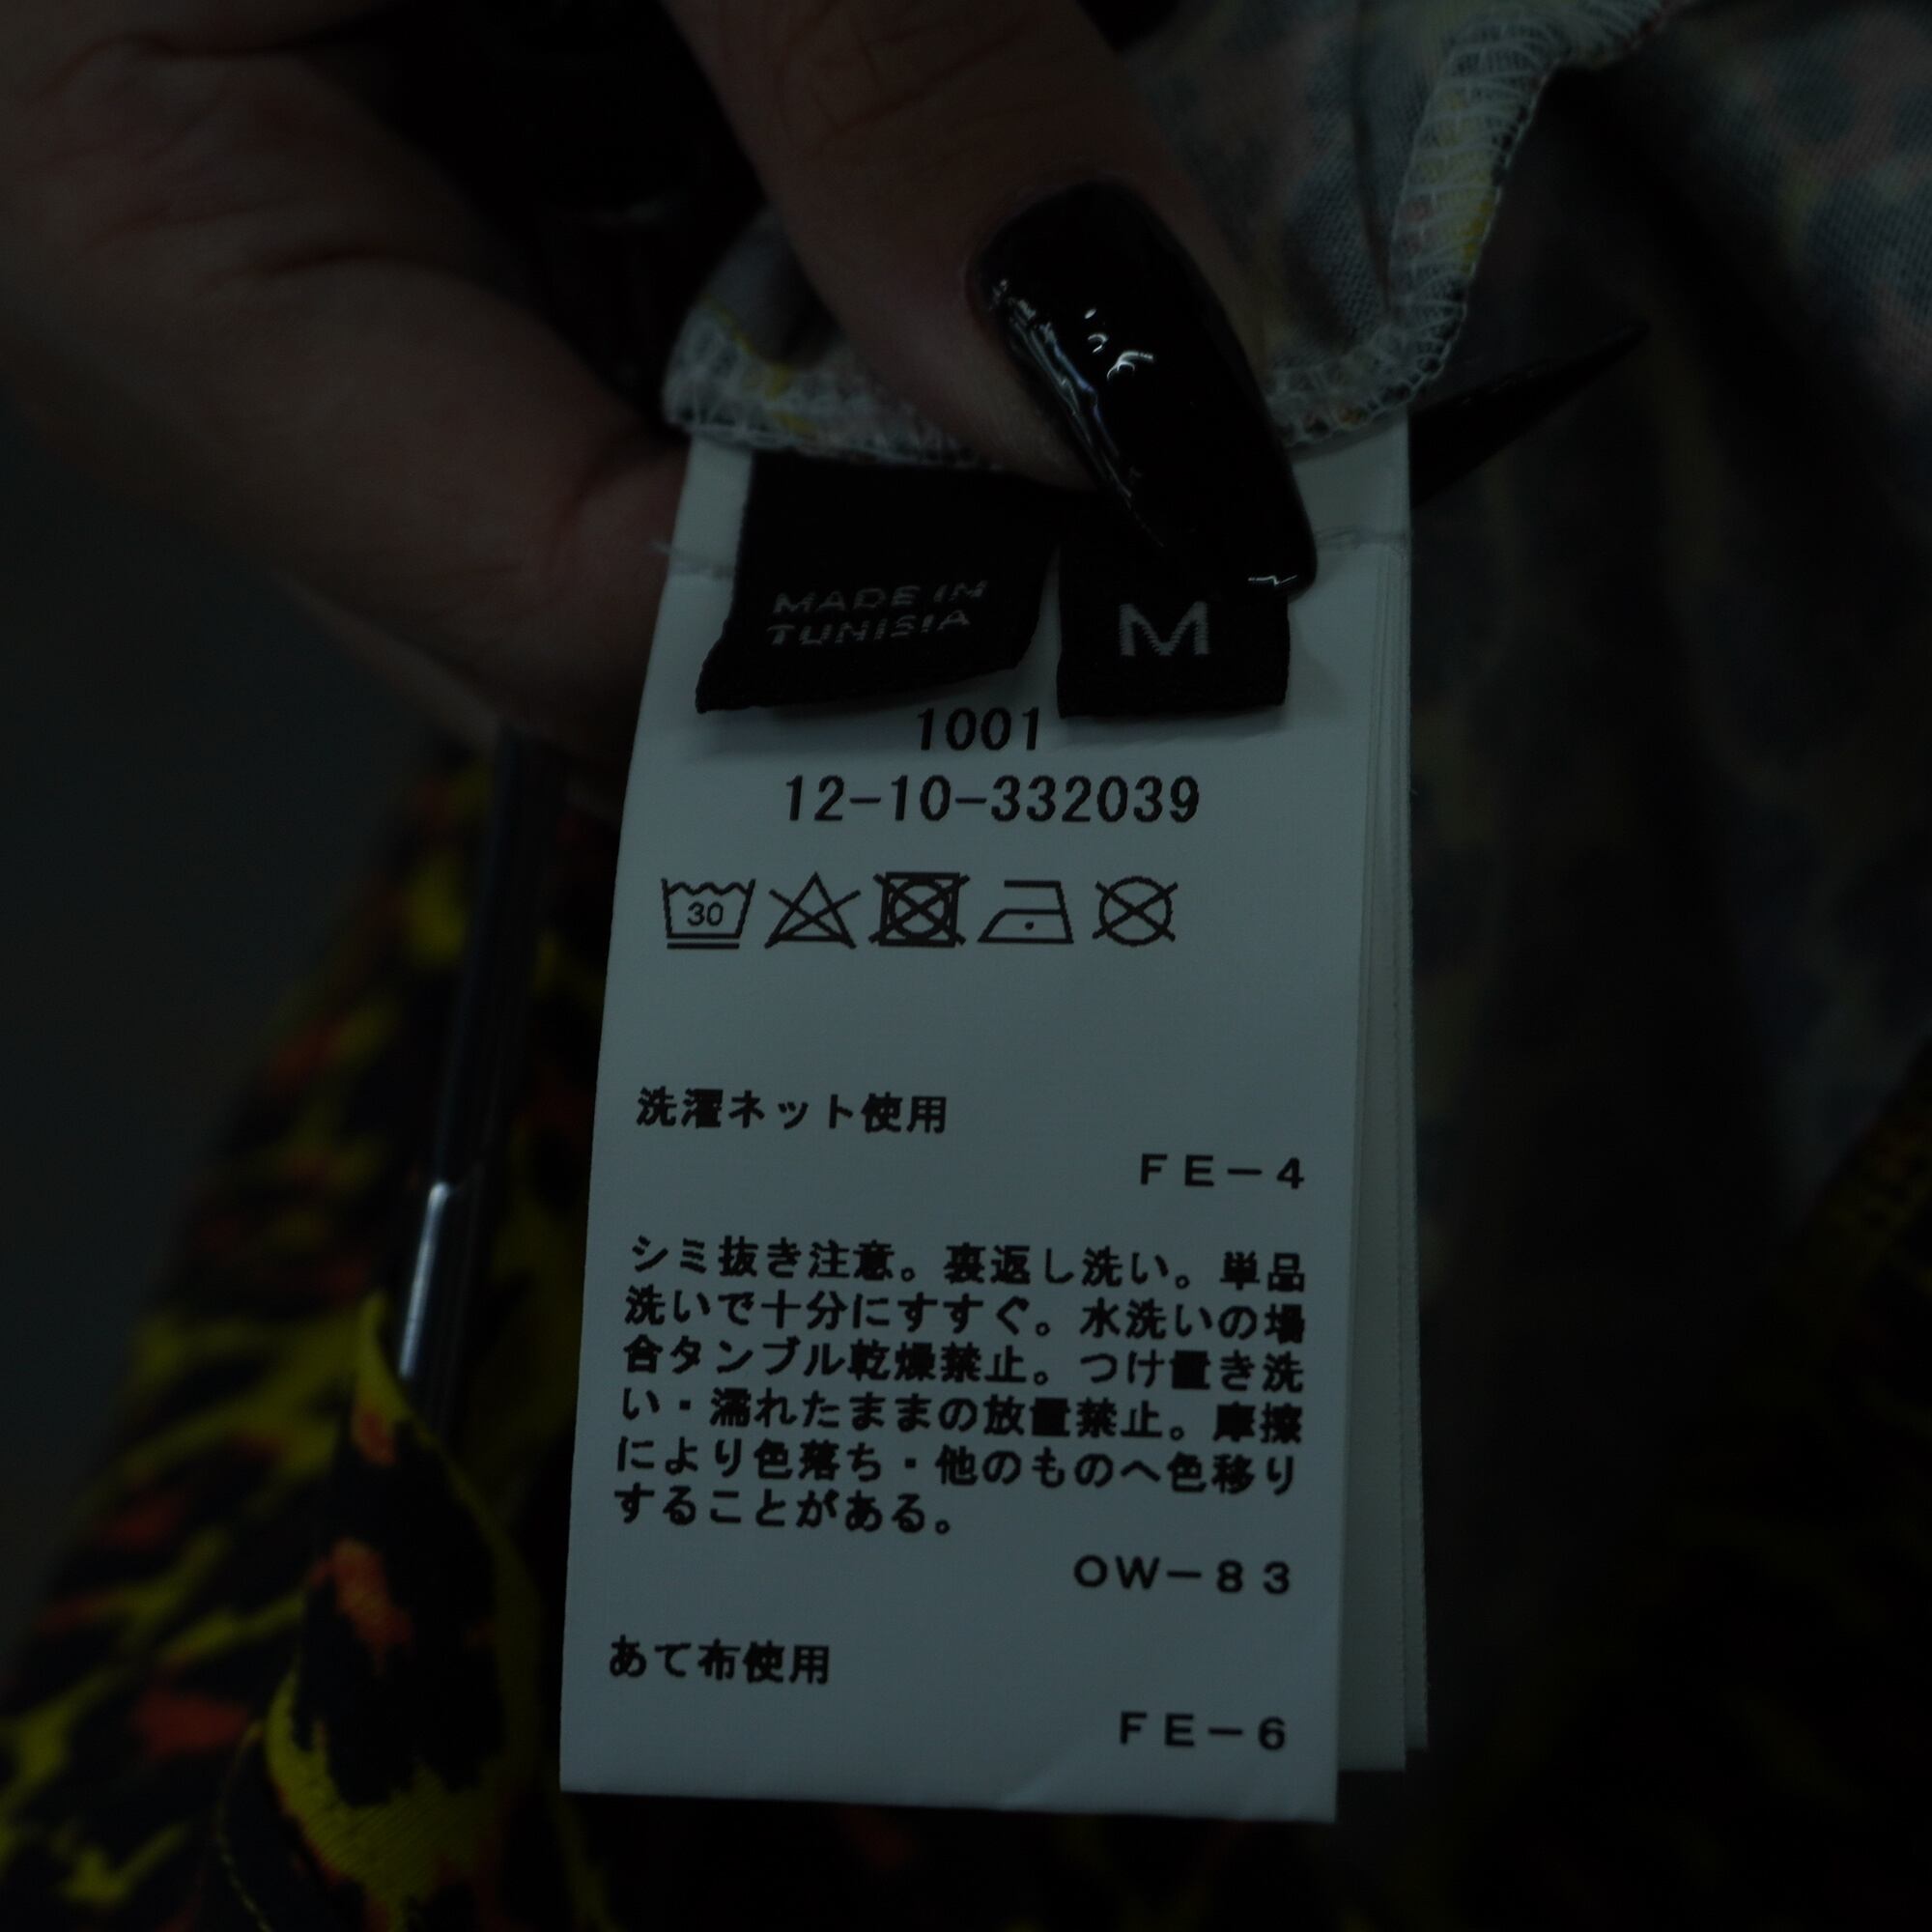 MADE IN
TUNISIA
M
1001
12-10-332039
30
洗濯ネット使用
FE-4
シミ抜き注意。裏返し洗い。単品
洗いで十分にすすぐ。水洗いの場
合タンブル乾燥禁止。つけ置き洗
い・濡れたままの放置禁止。摩擦
により色落ち・他のものへ色移り
することがある。
OW-83
あて布使用
FE-6